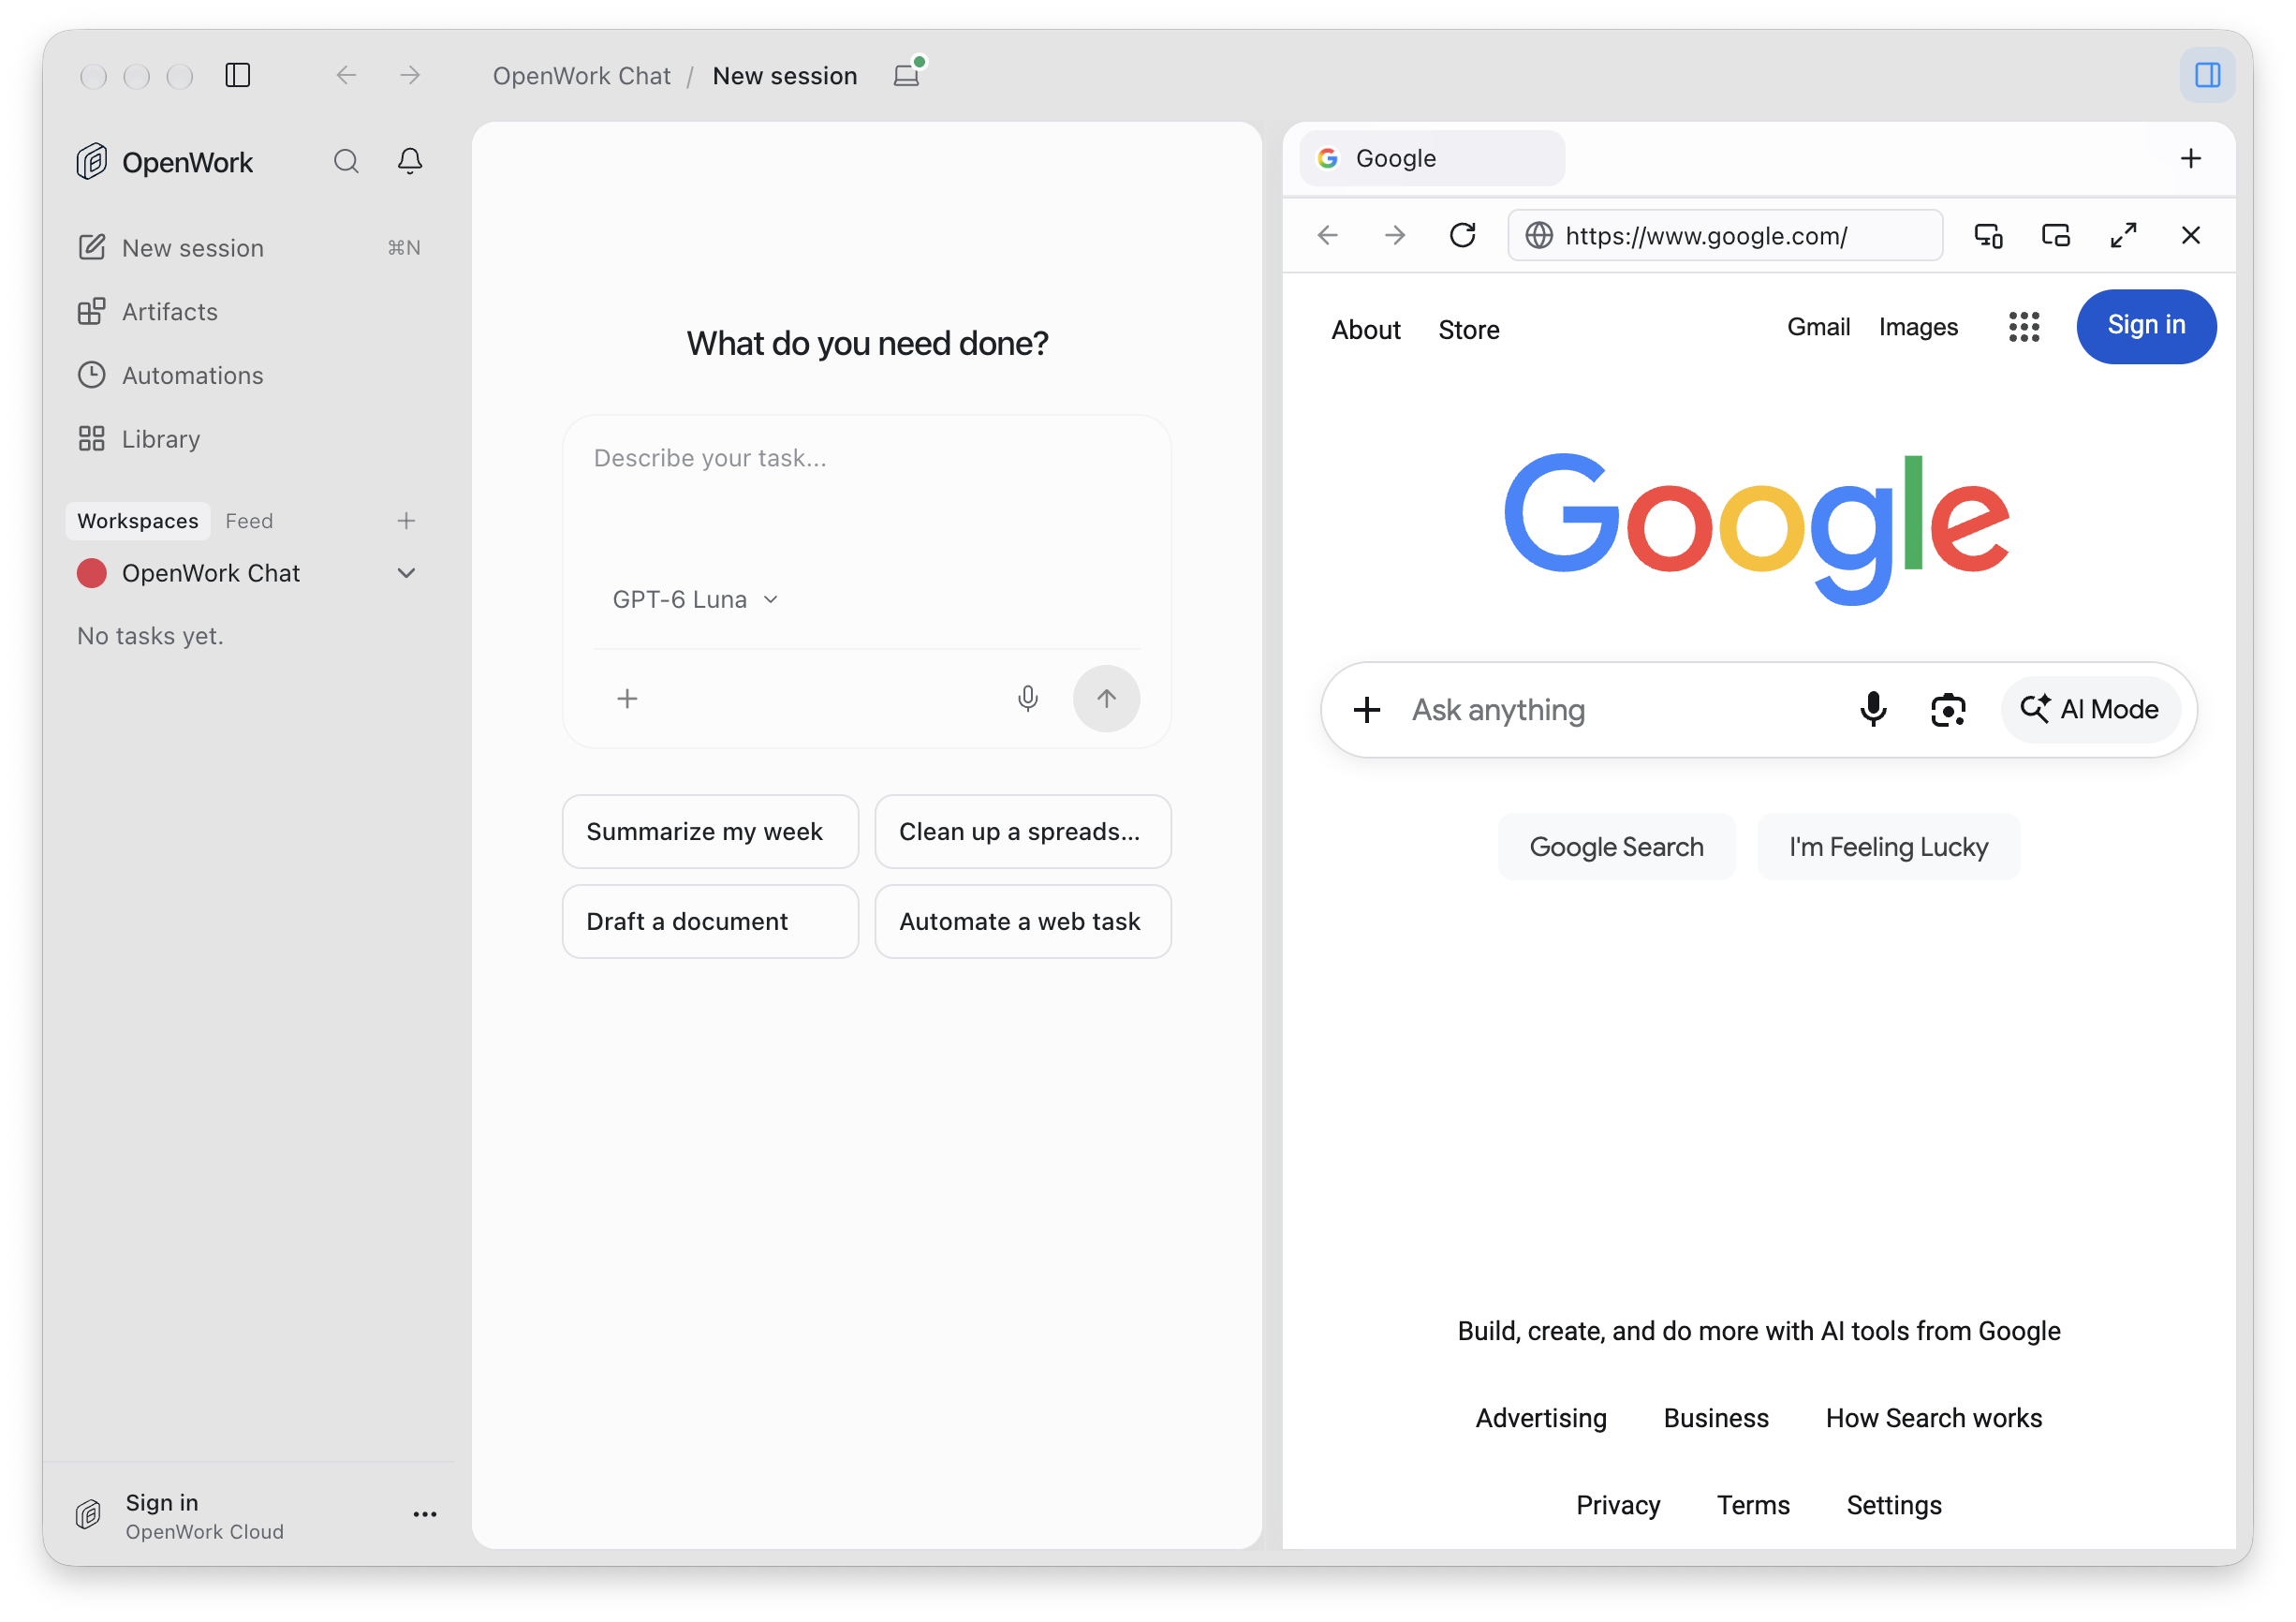 OpenWork Chat / New session
OpenWork
New session ⌘N
Artifacts
Automations
Library
Workspaces Feed
OpenWork Chat
No tasks yet.
Sign in
OpenWork Cloud
What do you need done?
Describe your task...
GPT-6 Luna
Summarize my week
Clean up a spreads...
Draft a document
Automate a web task
Google
https://www.google.com/
About Store Gmail Images Sign in
Google
Ask anything AI Mode
Google Search I'm Feeling Lucky
Build, create, and do more with AI tools from Google
Advertising Business How Search works
Privacy Terms Settings